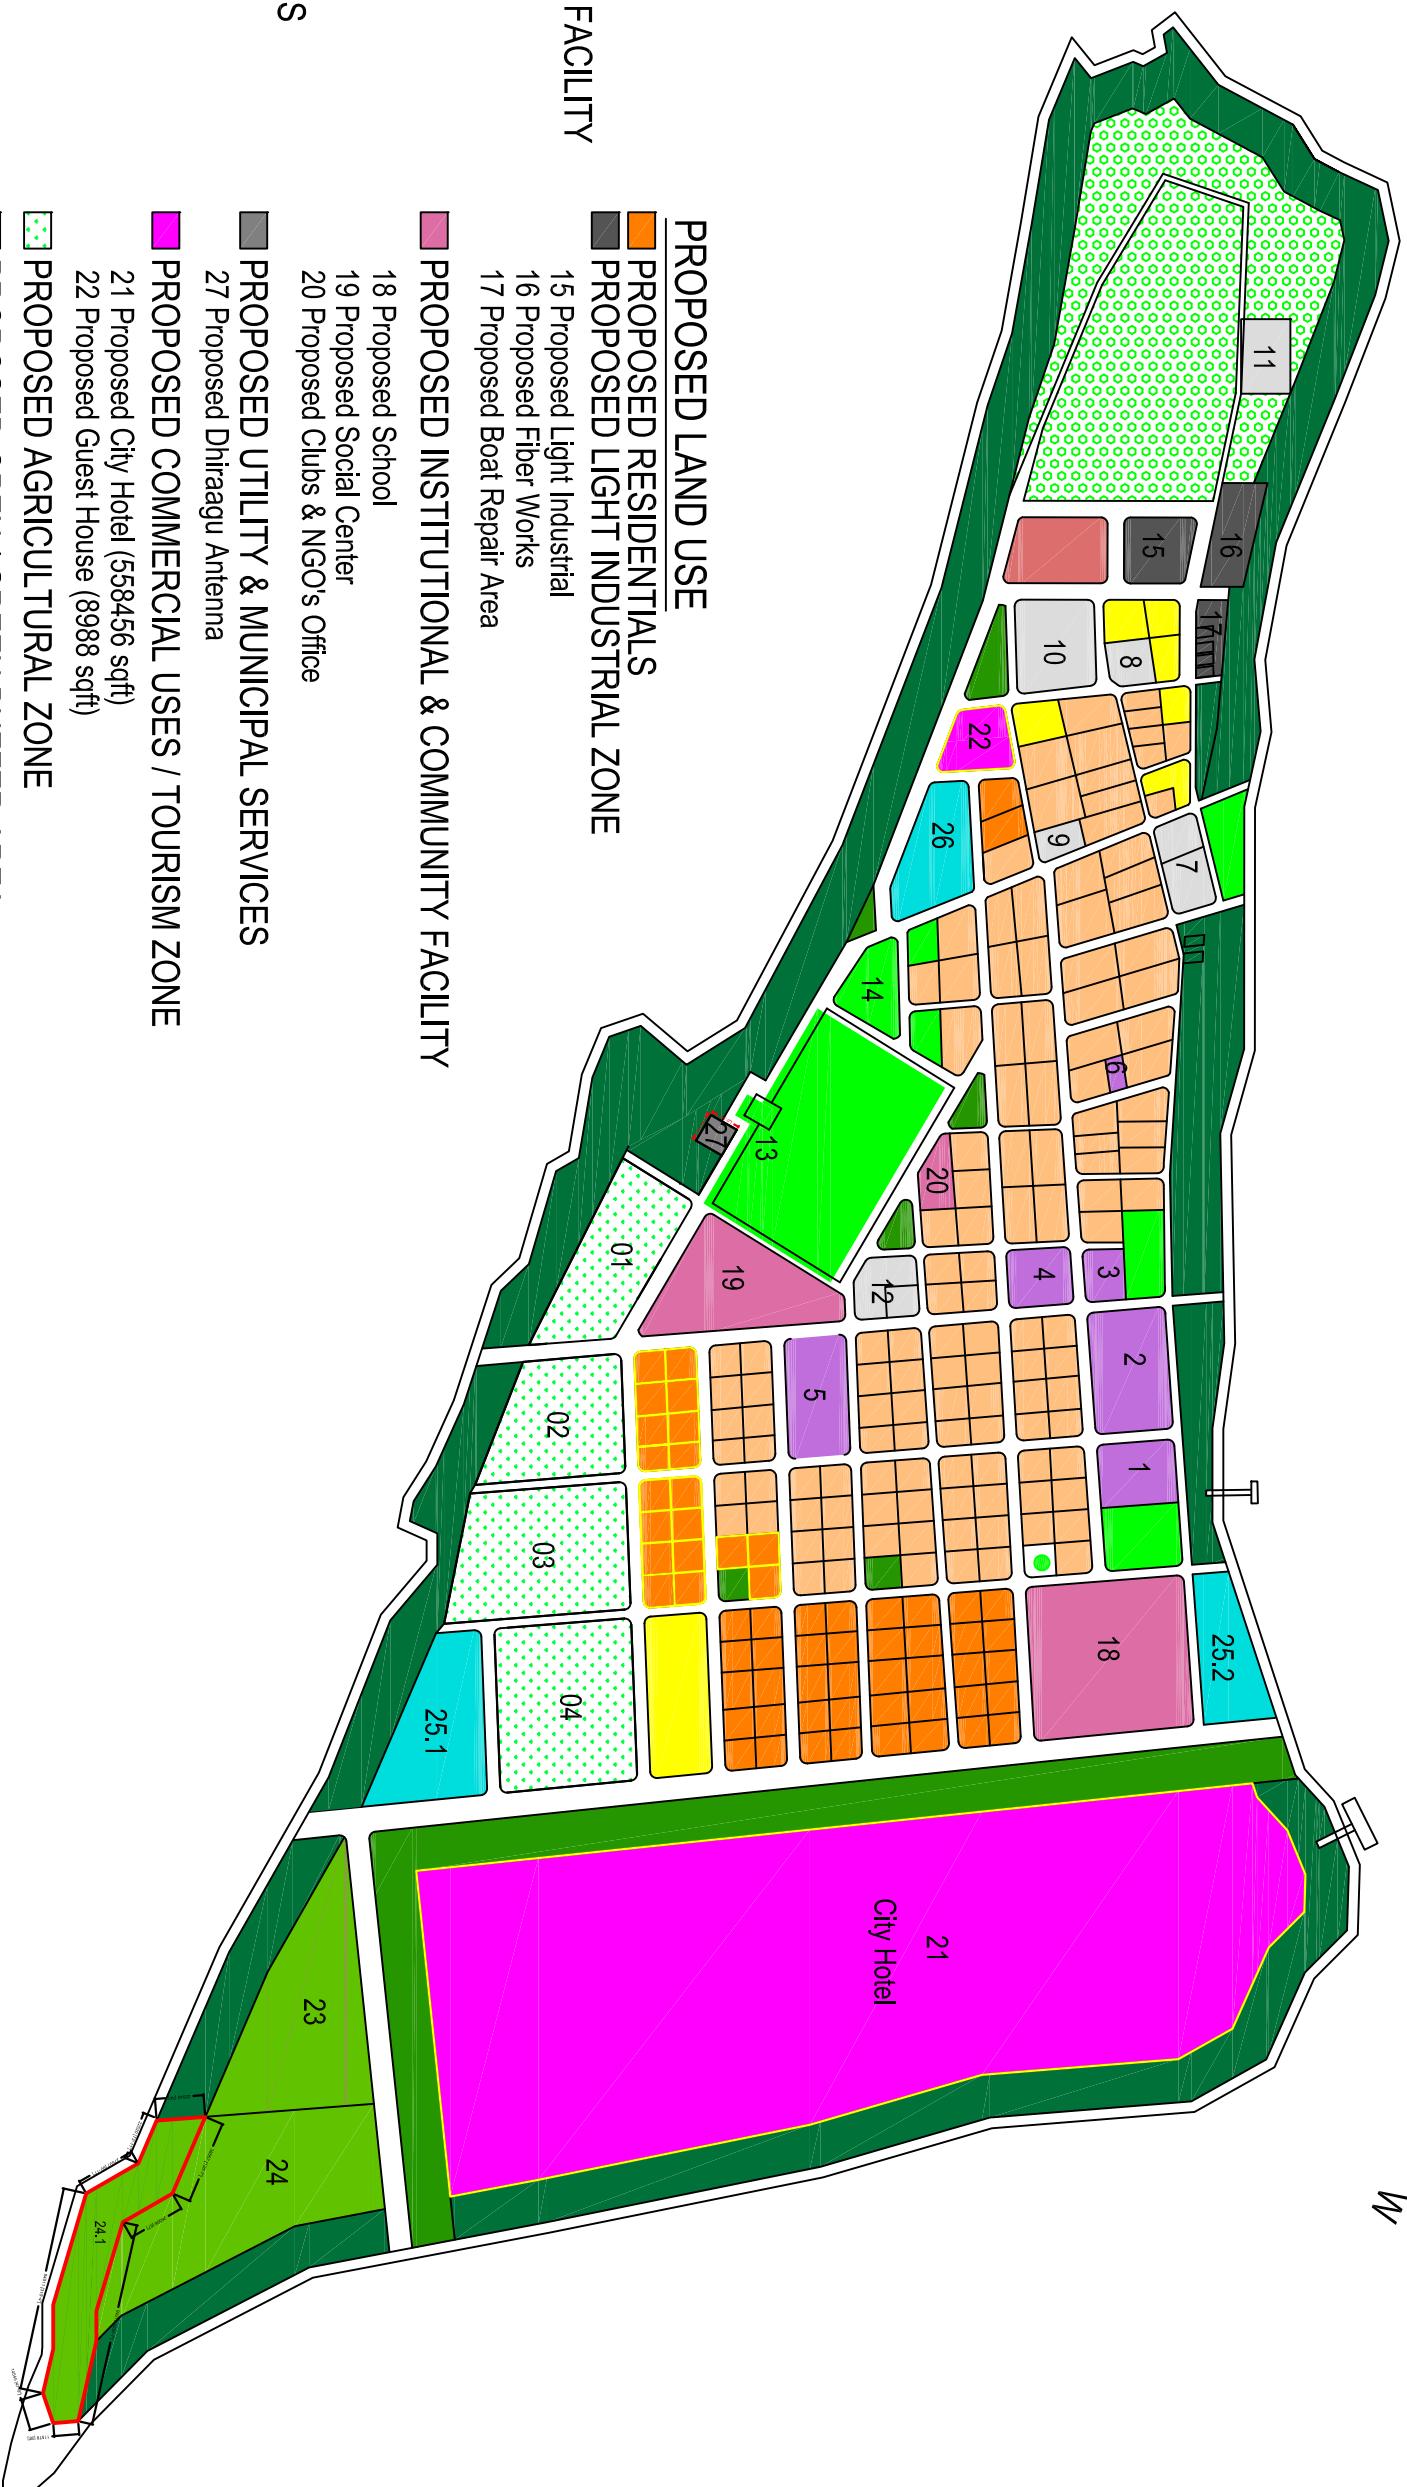 FACILITY
S
PROPOSED LAND USE
PROPOSED RESIDENTIALS
PROPOSED LIGHT INDUSTRIAL ZONE
15 Proposed Light Industrial
16 Proposed Fiber Works
17 Proposed Boat Repair Area
PROPOSED INSTITUTIONAL & COMMUNITY FACILITY
18 Proposed School
19 Proposed Social Center
20 Proposed Clubs & NGO's Office
PROPOSED UTILITY & MUNICIPAL SERVICES
27 Proposed Dhiraagu Antenna
PROPOSED COMMERCIAL USES / TOURISM ZONE
21 Proposed City Hotel (558456 sqft)
22 Proposed Guest House (8988 sqft)
PROPOSED AGRICULTURAL ZONE
11
16
15
17
10
8
22
9
7
26
14
6
13
27
20
01
19
12
4
3
2
5
02
1
03
18
25.2
04
25.1
21
City Hotel
23
24
24.1
W